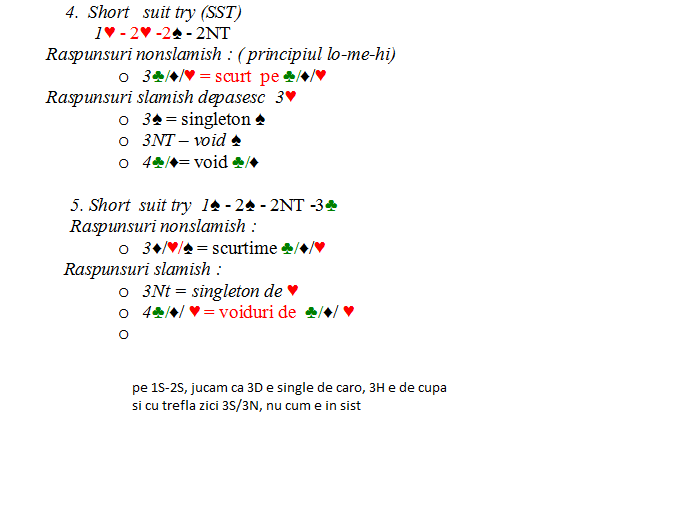 4. Short suit try (SST)
1♥ - 2♥ -2♠ - 2NT
Raspunsuri nonslamish : ( principiul lo-me-hi)
o 3♣/♦/♥ = scurt pe ♣/♦/♥
Raspunsuri slamish depasesc 3♥
o 3♠ = singleton ♠
o 3NT – void ♠
o 4♣/♦= void ♣/♦
5. Short suit try 1♠ - 2♠ - 2NT -3♣
Raspunsuri nonslamish :
o 3♦/♥/♠ = scurtime ♣/♦/♥
Raspunsuri slamish :
o 3Nt = singleton de ♥
o 4♣/♦/ ♥ = voiduri de ♣/♦/ ♥
o
pe 1S-2S, jucam ca 3D e single de caro, 3H e de cupa
si cu trefla zici 3S/3N, nu cum e in sist